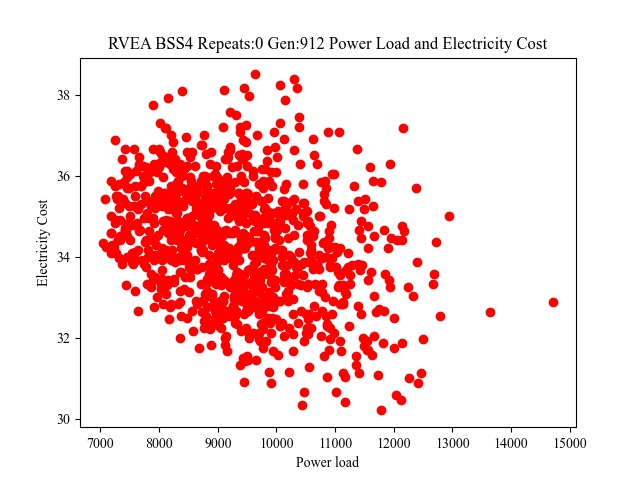 RVEA BSS4 Repeats:0 Gen:912 Power Load and Electricity Cost
38
36
34
32
30
Electricity Cost
7000 8000 9000 10000 11000 12000 13000 14000 15000
Power load